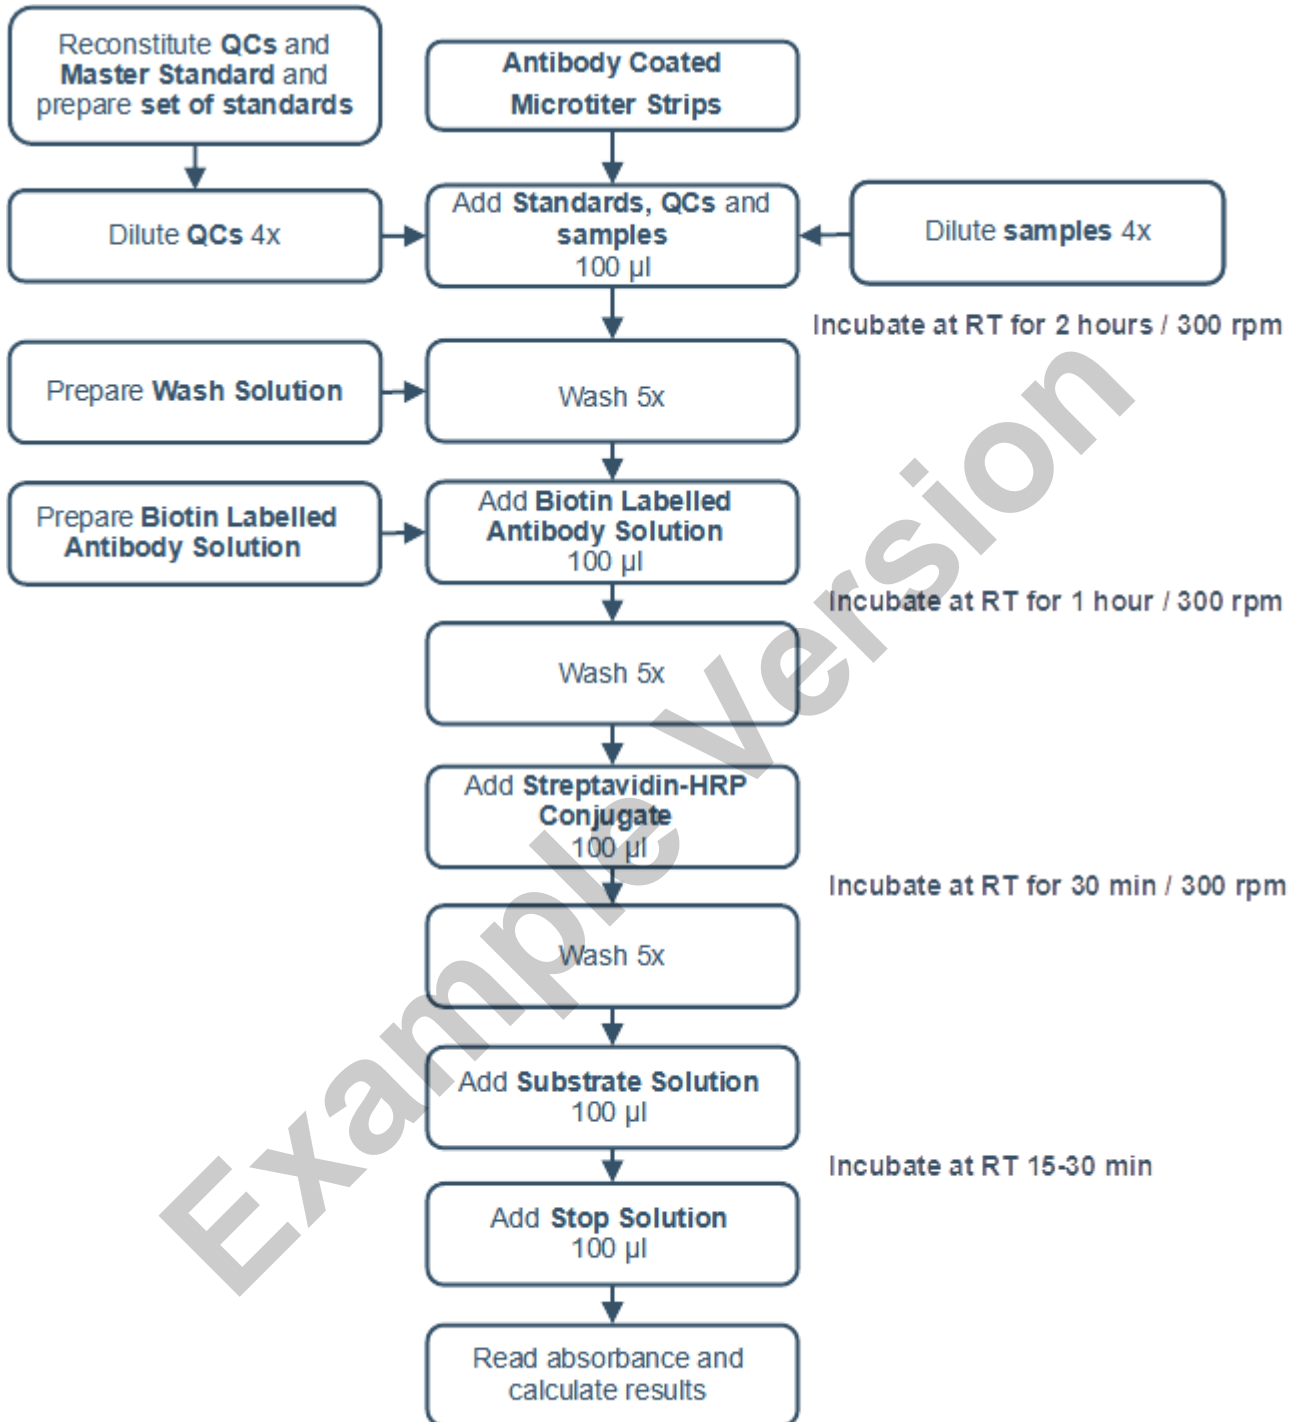 Reconstitute QCs and
Master Standard and
prepare set of standards
Antibody Coated
Microtiter Strips
Dilute QCs 4x
Add Standards, QCs and
samples
100 µl
Dilute samples 4x
Incubate at RT for 2 hours / 300 rpm
Prepare Wash Solution
Wash 5x
Prepare Biotin Labelled
Antibody Solution
Add Biotin Labelled
Antibody Solution
100 µl
Incubate at RT for 1 hour / 300 rpm
Wash 5x
Add Streptavidin-HRP
Conjugate
100 µl
Incubate at RT for 30 min / 300 rpm
Wash 5x
Add Substrate Solution
100 µl
Incubate at RT 15-30 min
Add Stop Solution
100 µl
Read absorbance and
calculate results
Example Version